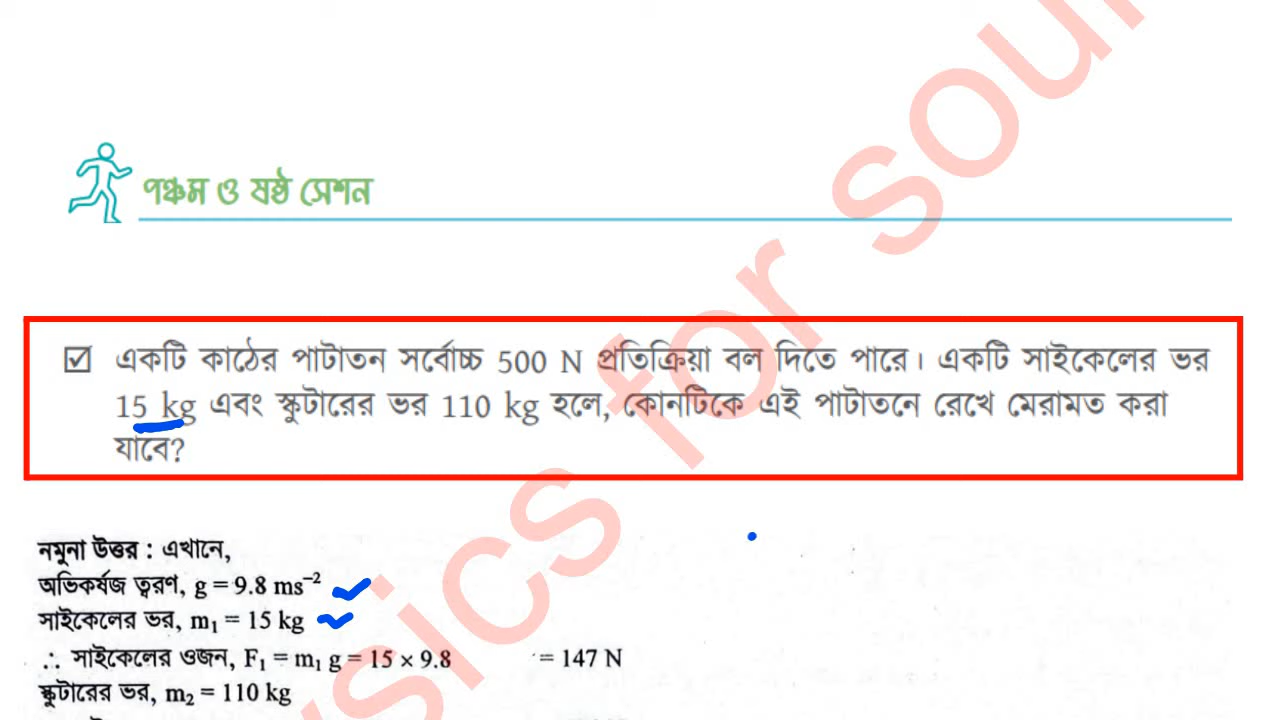 পঞ্চম ও ষষ্ঠ সেশন
একটি কাঠের পাটাতন সর্বোচ্চ 500 N প্রতিক্রিয়া বল দিতে পারে। একটি সাইকেলের ভর
15 kg এবং স্কুটারের ভর 110 kg হলে, কোনটিকে এই পাটাতনে রেখে মেরামত করা
যাবে?
নমুনা উত্তর : এখানে,
অভিকর্ষজ ত্বরণ, g = 9.8 ms⁻²
সাইকেলের ভর, m₁ = 15 kg
∴ সাইকেলের ওজন, F₁ = m₁ g = 15 × 9.8 = 147 N
স্কুটারের ভর, m₂ = 110 kg
for